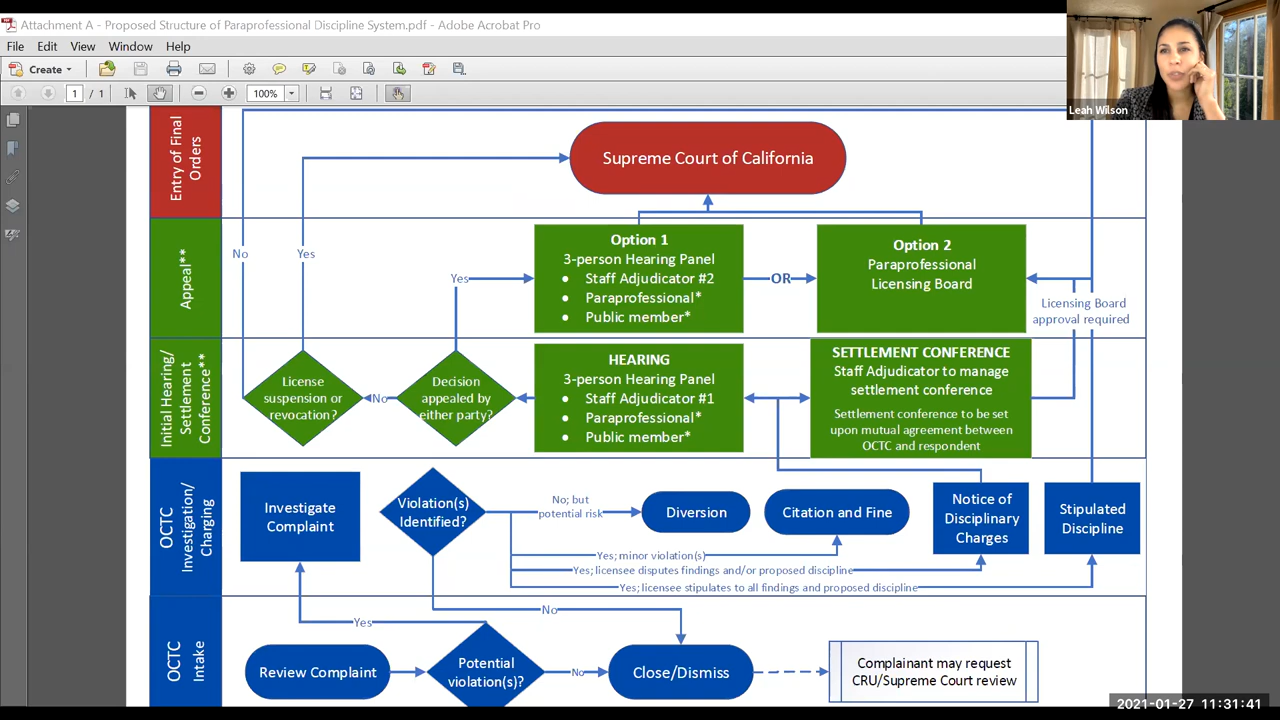 Attachment A - Proposed Structure of Paraprofessional Discipline System.pdf - Adobe Acrobat Pro
File Edit View Window Help
Create
1 / 1 100%
Leah Wilson
Entry of Final
Orders
Supreme Court of California
Appeal**
No
Yes
Yes
Option 1
3-person Hearing Panel
• Staff Adjudicator #2
• Paraprofessional*
• Public member*
OR
Option 2
Paraprofessional
Licensing Board
Licensing Board
approval required
Initial Hearing/
Settlement
Conference**
License
suspension or
revocation?
No
Decision
appealed by
either party?
HEARING
3-person Hearing Panel
• Staff Adjudicator #1
• Paraprofessional*
• Public member*
SETTLEMENT CONFERENCE
Staff Adjudicator to manage
settlement conference
Settlement conference to be set
upon mutual agreement between
OCTC and respondent
OCTC
Investigation/
Charging
Investigate
Complaint
Violation(s)
Identified?
No; but
potential risk
Diversion
Citation and Fine
Notice of
Disciplinary
Charges
Stipulated
Discipline
Yes; minor violation(s)
Yes; licensee disputes findings and/or proposed discipline
Yes; licensee stipulates to all findings and proposed discipline
OCTC
Intake
Yes
No
Review Complaint
Potential
violation(s)?
No
Close/Dismiss
Complainant may request
CRU/Supreme Court review
2021-01-27 11:31:41